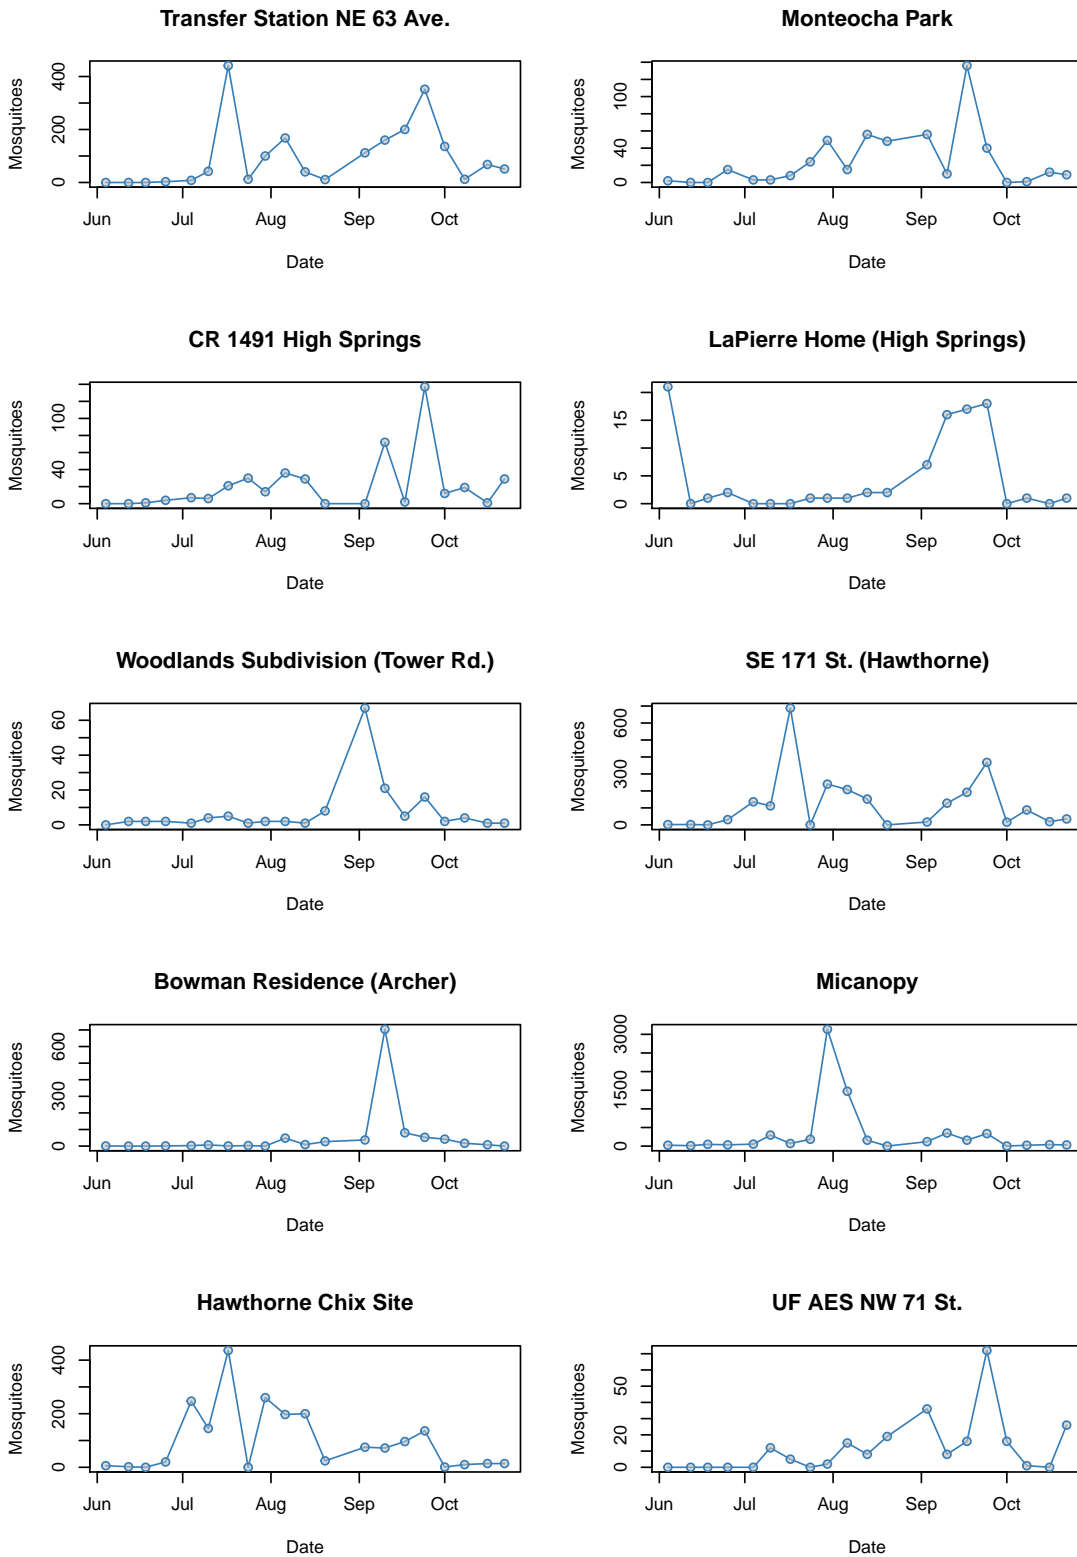 Transfer Station NE 63 Ave.
Mosquitoes
400
200
0
Jun Jul Aug Sep Oct
Date
Monteocha Park
Mosquitoes
100
40
0
Jun Jul Aug Sep Oct
Date
CR 1491 High Springs
Mosquitoes
100
40
0
Jun Jul Aug Sep Oct
Date
LaPierre Home (High Springs)
Mosquitoes
15
5
0
Jun Jul Aug Sep Oct
Date
Woodlands Subdivision (Tower Rd.)
Mosquitoes
60
40
20
0
Jun Jul Aug Sep Oct
Date
SE 171 St. (Hawthorne)
Mosquitoes
600
300
0
Jun Jul Aug Sep Oct
Date
Bowman Residence (Archer)
Mosquitoes
600
300
0
Jun Jul Aug Sep Oct
Date
Micanopy
Mosquitoes
3000
1500
0
Jun Jul Aug Sep Oct
Date
Hawthorne Chix Site
Mosquitoes
400
200
0
Jun Jul Aug Sep Oct
Date
UF AES NW 71 St.
Mosquitoes
50
20
0
Jun Jul Aug Sep Oct
Date